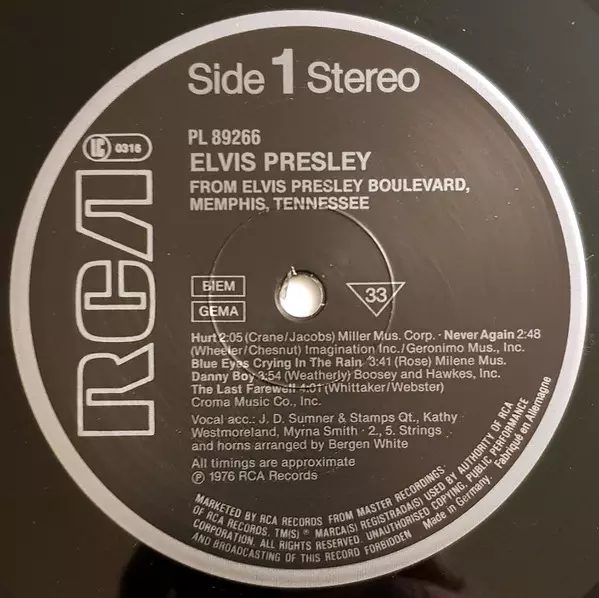 Side 1 Stereo
RCA
LC 0316
PL 89266
ELVIS PRESLEY
FROM ELVIS PRESLEY BOULEVARD,
MEMPHIS, TENNESSEE
BIEM
GEMA
33
Hurt 2:05 (Crane/Jacobs) Miller Mus. Corp. · Never Again 2:48
(Wheeler/Chesnut) Imagination Inc./Geronimo Mus., Inc.
Blue Eyes Crying In The Rain 3:41 (Rose) Milene Mus.
Danny Boy 3:54 (Weatherly) Boosey and Hawkes, Inc.
The Last Farewell 4:01 (Whittaker/Webster)
Croma Music Co., Inc.
Vocal acc.: J. D. Sumner & Stamps Qt., Kathy
Westmoreland, Myrna Smith · 2., 5. Strings
and horns arranged by Bergen White
All timings are approximate
℗ 1976 RCA Records
MARKETED BY RCA RECORDS FROM MASTER RECORDINGS
OF RCA RECORDS. TM(S) ® MARCA(S) REGISTRADA(S) USED BY AUTHORITY OF RCA
CORPORATION. ALL RIGHTS RESERVED. UNAUTHORISED COPYING, PUBLIC PERFORMANCE
AND BROADCASTING OF THIS RECORD FORBIDDEN
Made in Germany. Fabriqué en Allemagne